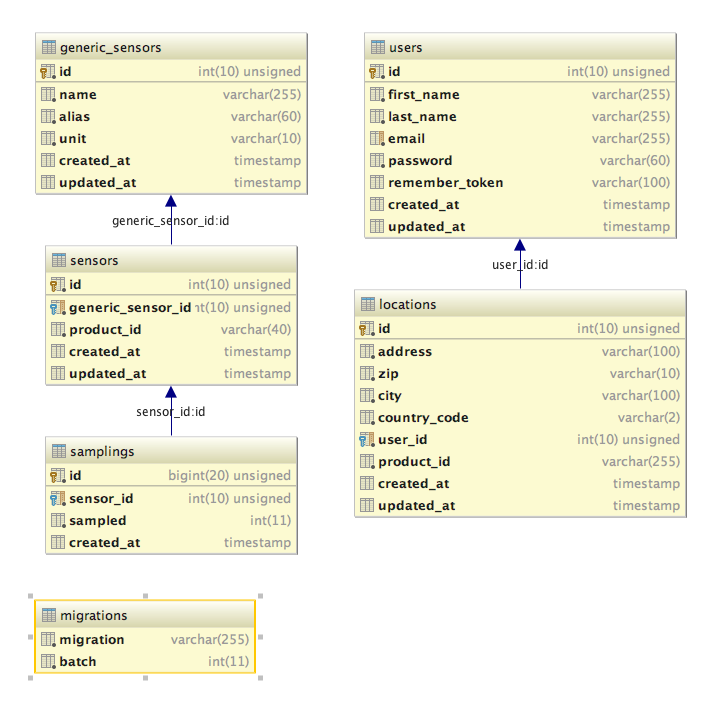 generic_sensors
id int(10) unsigned
name varchar(255)
alias varchar(60)
unit varchar(10)
created_at timestamp
updated_at timestamp
generic_sensor_id:id
sensors
id int(10) unsigned
generic_sensor_id nt(10) unsigned
product_id varchar(40)
created_at timestamp
updated_at timestamp
sensor_id:id
samplings
id bigint(20) unsigned
sensor_id int(10) unsigned
sampled int(11)
created_at timestamp
migrations
migration varchar(255)
batch int(11)
users
id int(10) unsigned
first_name varchar(255)
last_name varchar(255)
email varchar(255)
password varchar(60)
remember_token varchar(100)
created_at timestamp
updated_at timestamp
user_id:id
locations
id int(10) unsigned
address varchar(100)
zip varchar(10)
city varchar(100)
country_code varchar(2)
user_id int(10) unsigned
product_id varchar(255)
created_at timestamp
updated_at timestamp